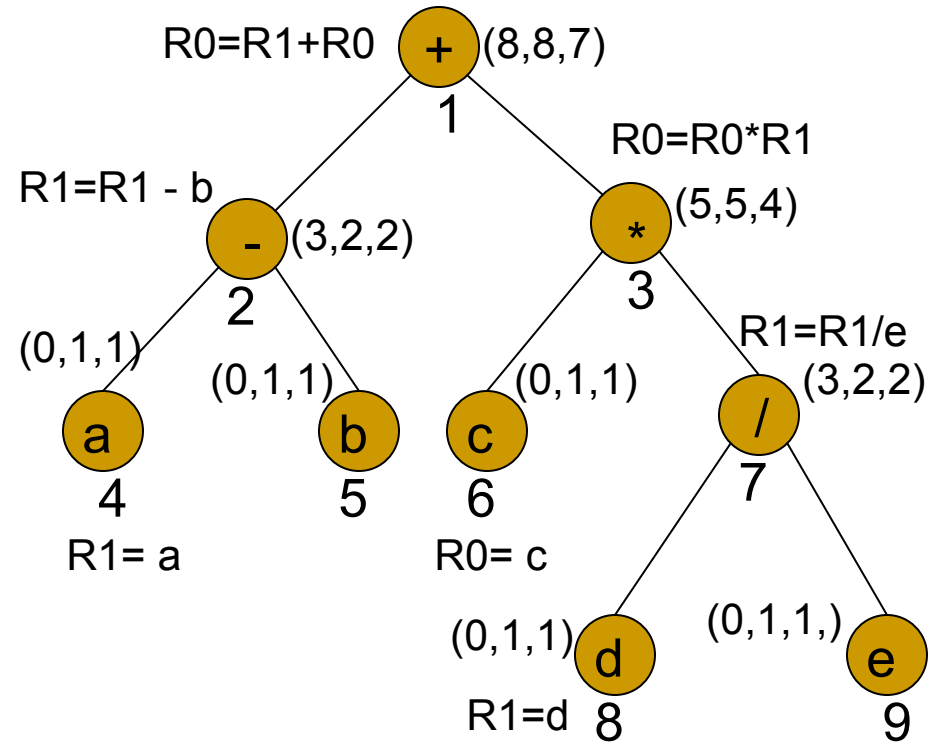 R0=R1+R0
+
(8,8,7)
1
R0=R0*R1
R1=R1 - b
-
(3,2,2)
2
*
(5,5,4)
3
(0,1,1)
a
4
R1= a
(0,1,1)
b
5
(0,1,1)
c
6
R0= c
R1=R1/e
/
(3,2,2)
7
(0,1,1)
d
8
R1=d
(0,1,1,)
e
9